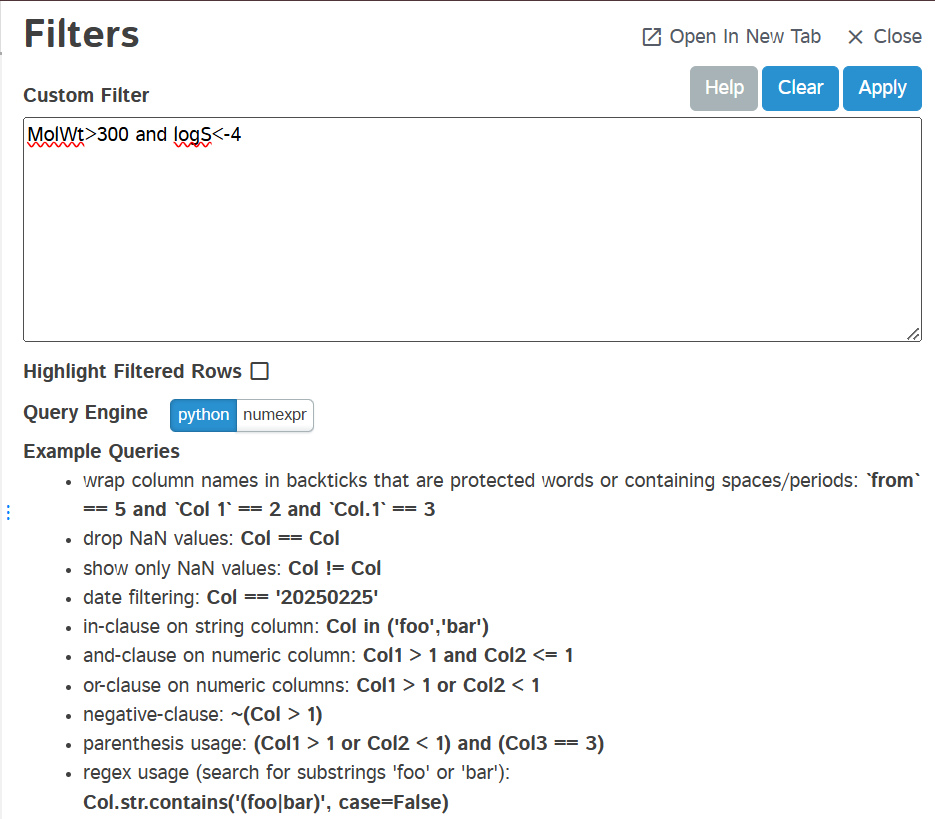 Filters
Open In New Tab
Close
Custom Filter
Help
Clear
Apply
MolWt>300 and logS<-4
Highlight Filtered Rows
Query Engine
python
numexpr
Example Queries
• wrap column names in backticks that are protected words or containing spaces/periods: `from`
== 5 and `Col 1` == 2 and `Col.1` == 3
• drop NaN values: Col == Col
• show only NaN values: Col != Col
• date filtering: Col == '20250225'
• in-clause on string column: Col in ('foo','bar')
• and-clause on numeric column: Col1 > 1 and Col2 <= 1
• or-clause on numeric columns: Col1 > 1 or Col2 < 1
• negative-clause: ~(Col > 1)
• parenthesis usage: (Col1 > 1 or Col2 < 1) and (Col3 == 3)
• regex usage (search for substrings 'foo' or 'bar'):
Col.str.contains('(foo|bar)', case=False)